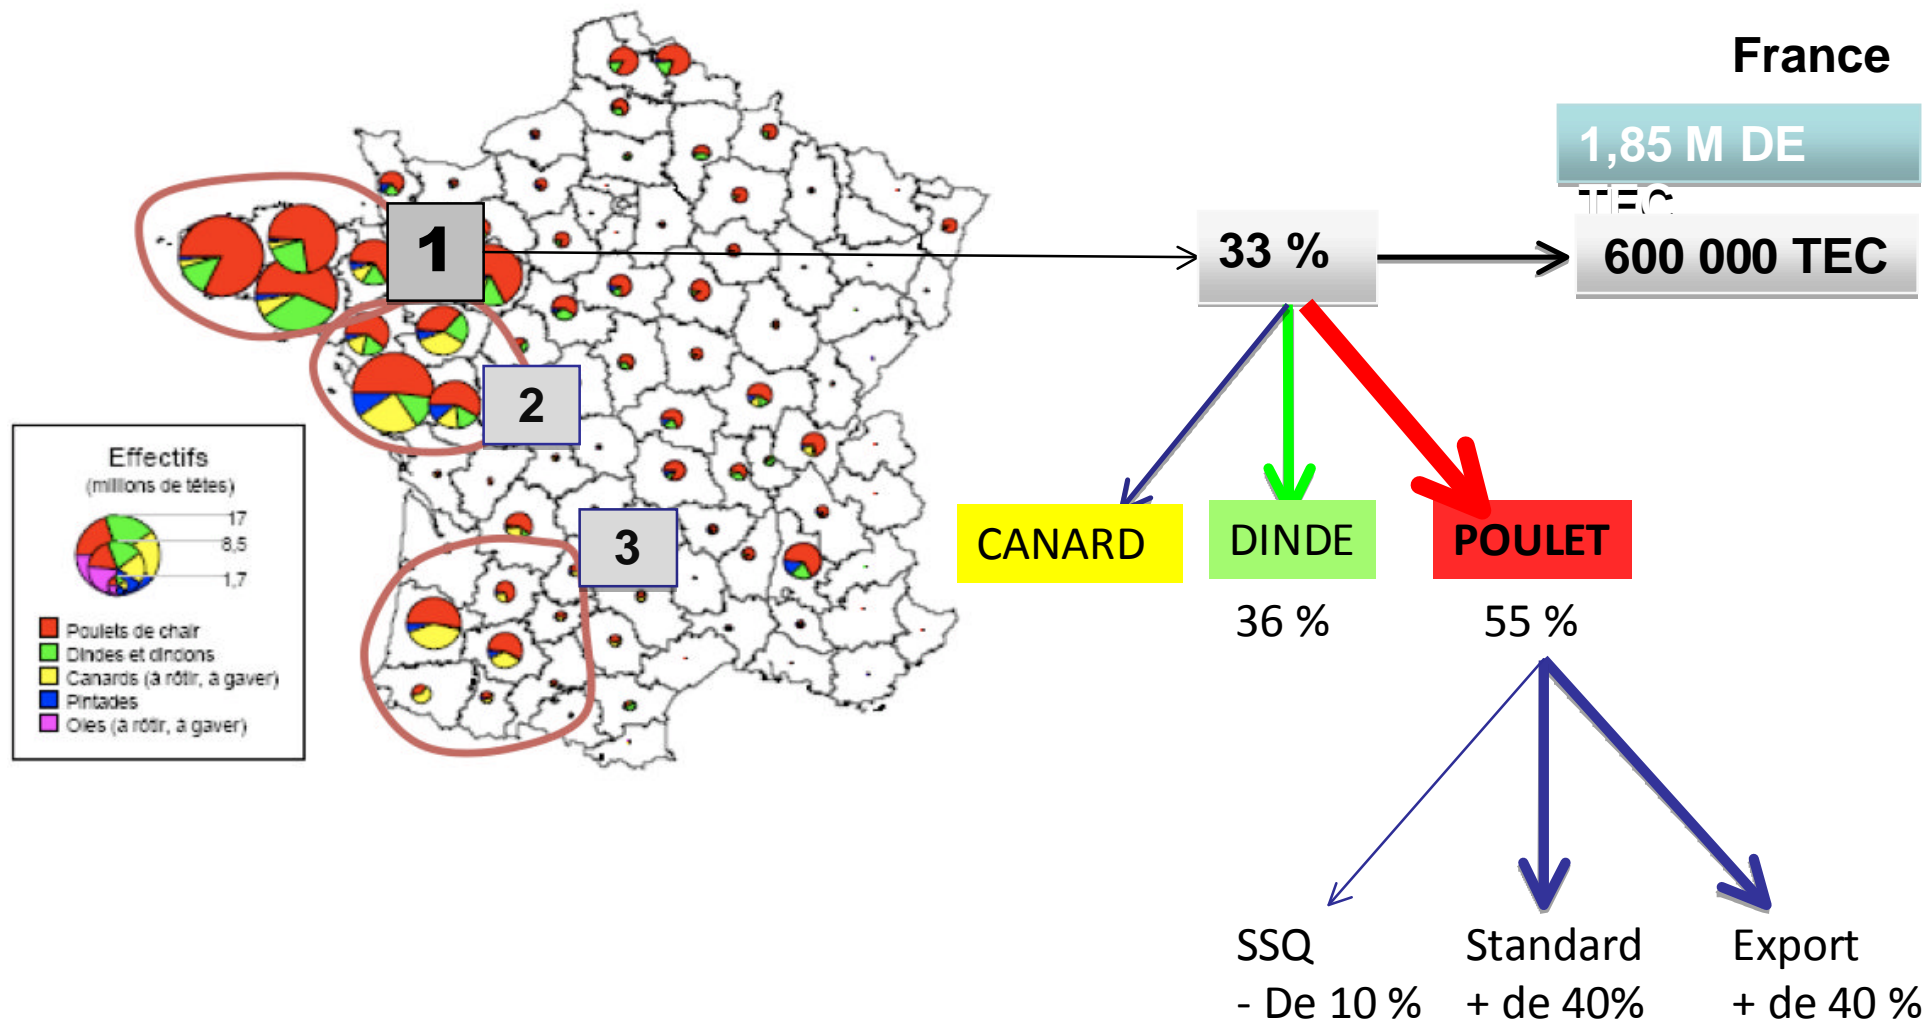 France
1,85 M DE
TEC
1
33 %
600 000 TEC
2
Effectifs
(millions de têtes)
17
8,5
1,7
Poulets de chair
Dindes et dindons
Canards (à rôtir, à gaver)
Pintades
Oies (à rôtir, à gaver)
3
CANARD
DINDE
POULET
36 %
55 %
SSQ
- De 10 %
Standard
+ de 40%
Export
+ de 40 %